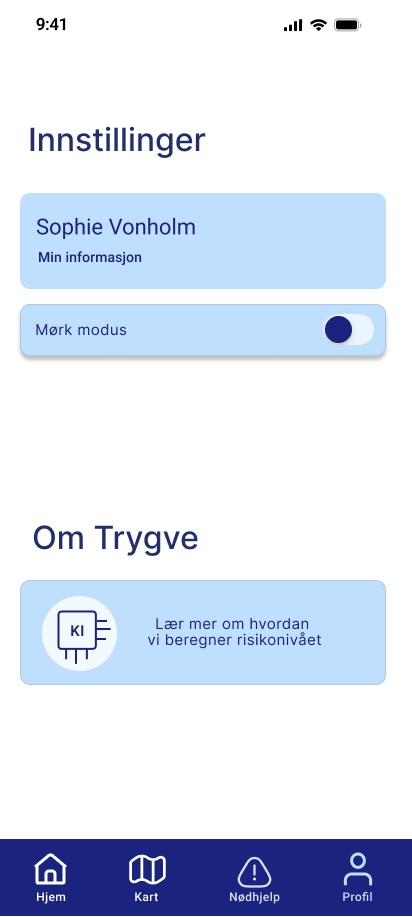 9:41
Innstillinger
Sophie Vonholm
Min informasjon
Mørk modus
Om Trygve
KI
Lær mer om hvordan
vi beregner risikonivået
Hjem
Kart
Nødhjelp
Profil